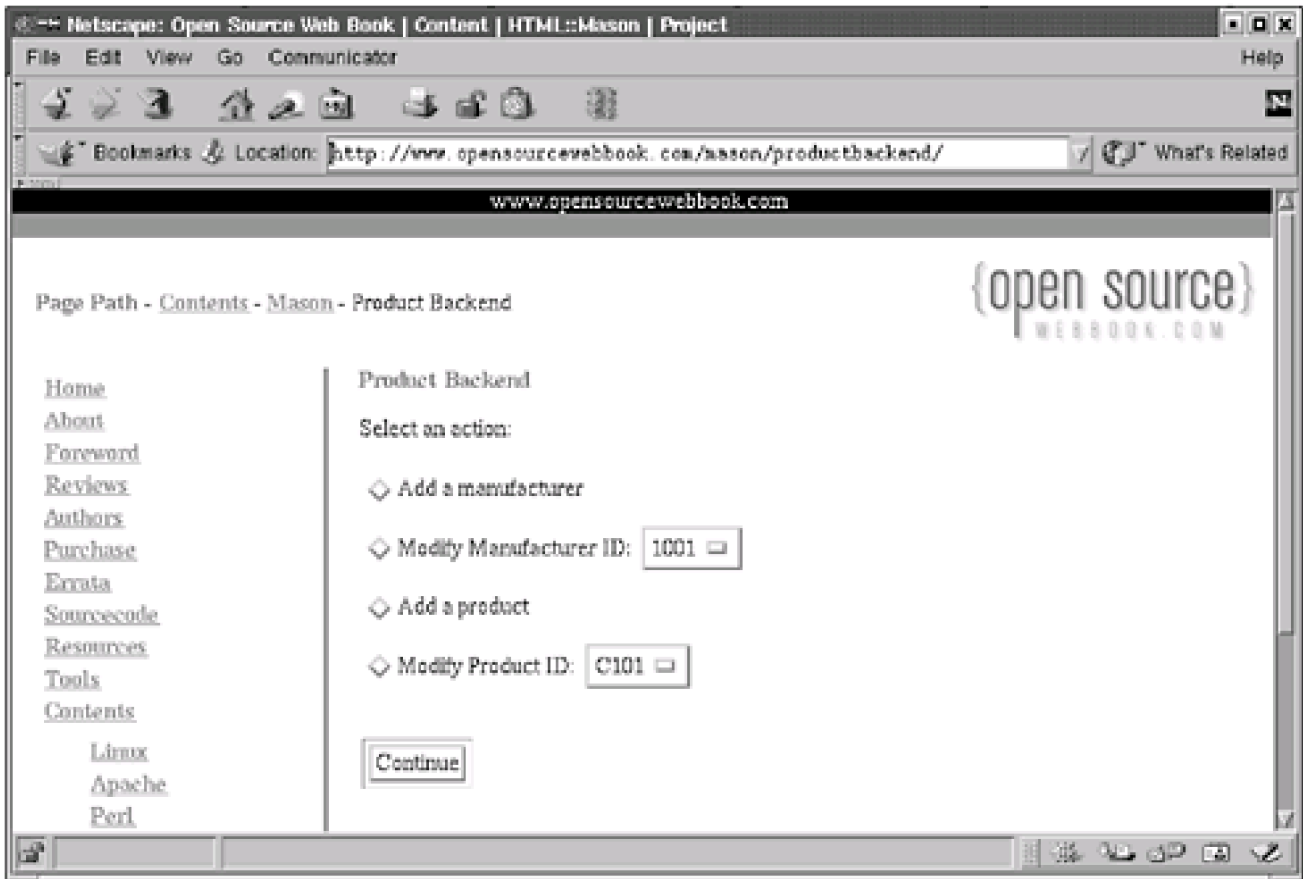 Netscape: Open Source Web Book | Content | HTML::Mason | Project
File Edit View Go Communicator Help
Bookmarks Location: http://www.opensourcewebbook.com/mason/productbackend/ What's Related
www.opensourcewebbook.com
{open source}
WEBBOOK.COM
Page Path - Contents - Mason - Product Backend
Home
About
Foreword
Reviews
Authors
Purchase
Errata
Sourcecode
Resources
Tools
Contents
Linux
Apache
Perl
Product Backend
Select an action:
Add a manufacturer
Modify Manufacturer ID: 1001
Add a product
Modify Product ID: C101
Continue